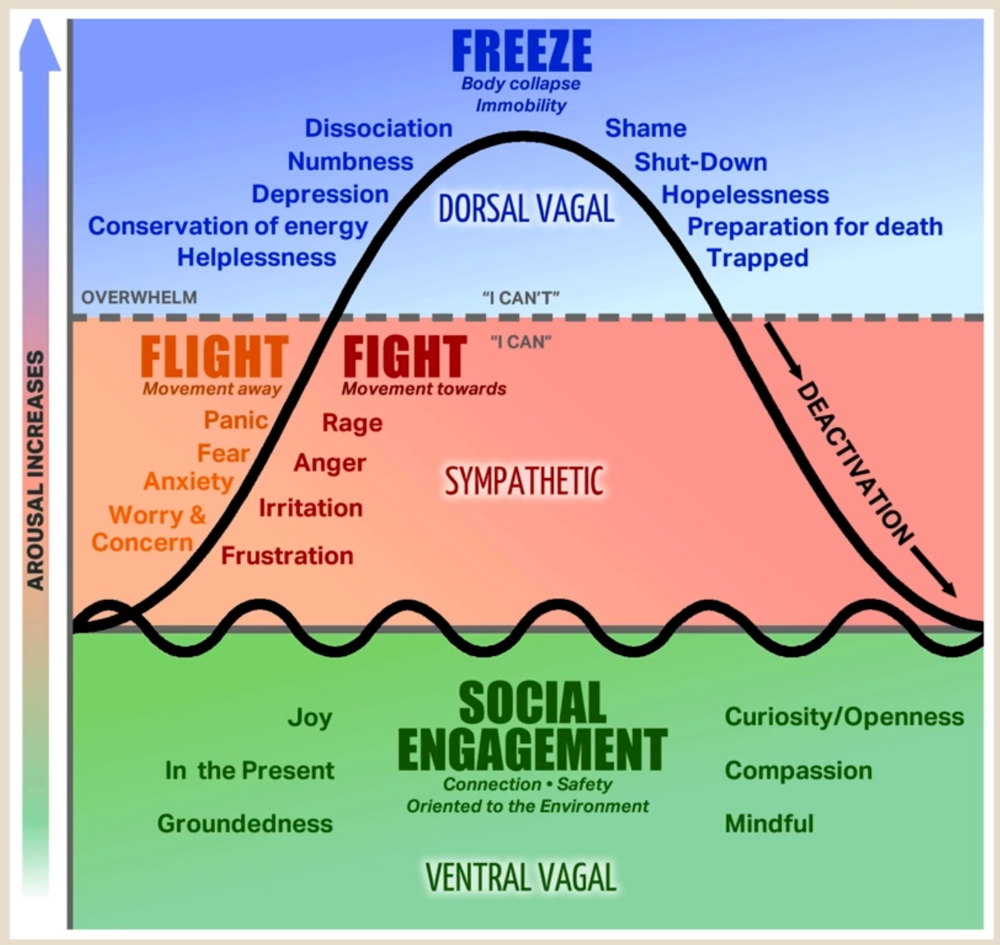 FREEZE
Body collapse
Immobility
Dissociation
Numbness
Depression
Conservation of energy
Helplessness
Shame
Shut-Down
Hopelessness
Preparation for death
Trapped
DORSAL VAGAL
OVERWHELM
“I CAN’T”
“I CAN”
FLIGHT
Movement away
Panic
Fear
Anxiety
Worry &
Concern
FIGHT
Movement towards
Rage
Anger
Irritation
Frustration
SYMPATHETIC
DEACTIVATION
AROUSAL INCREASES
SOCIAL
ENGAGEMENT
Connection • Safety
Oriented to the Environment
Joy
In the Present
Groundedness
Curiosity/Openness
Compassion
Mindful
VENTRAL VAGAL